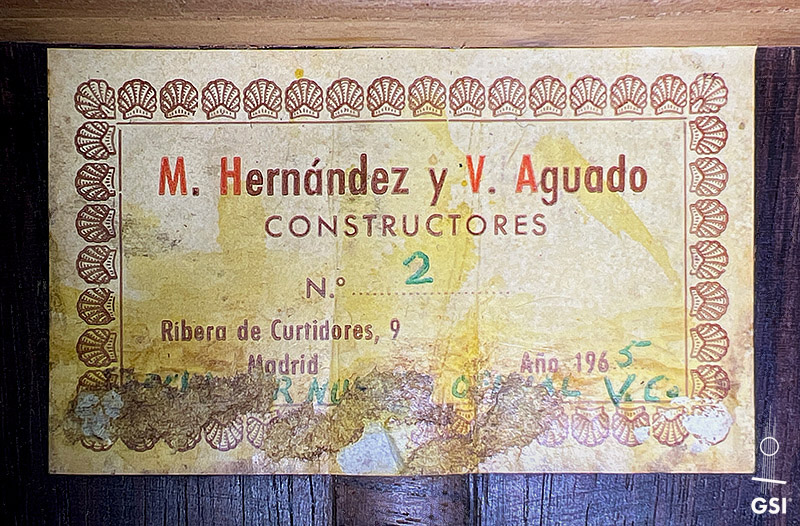 M. Hernández y V. Aguado
CONSTRUCTORES
N.º 2
Ribera de Curtidores, 9
Madrid
Año 1965
V.C.
GSI